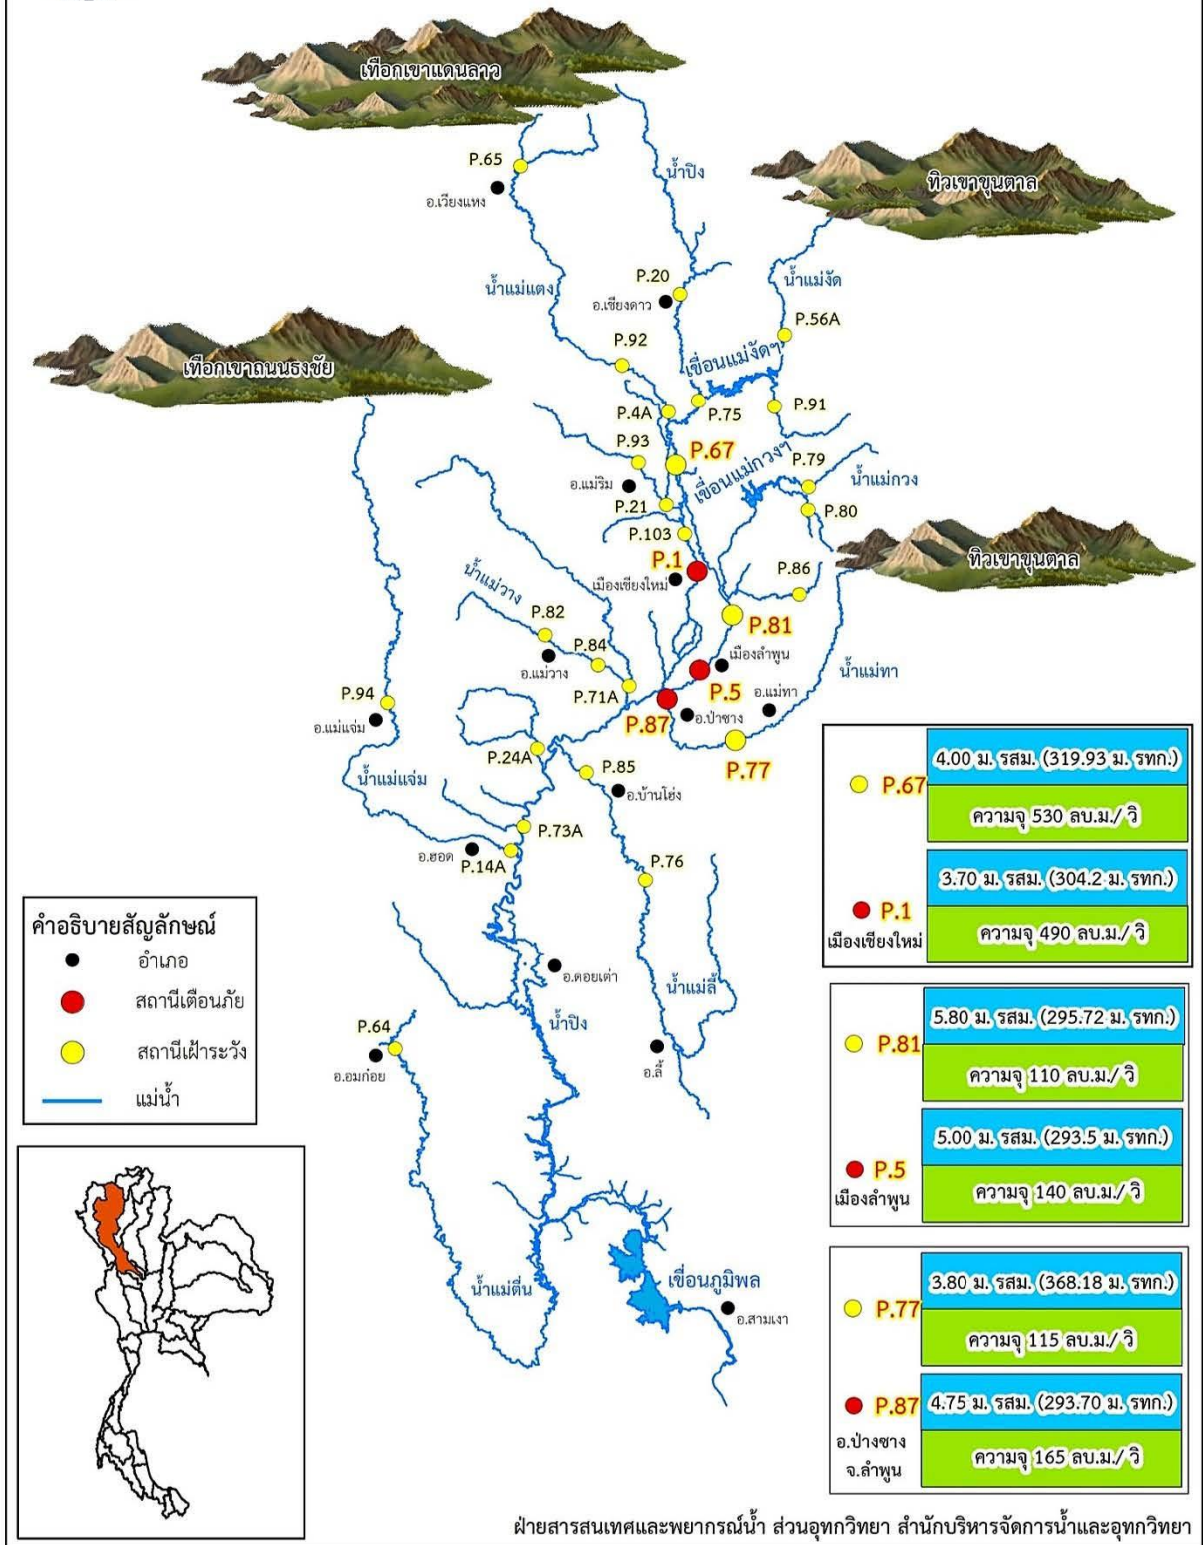 เทือกเขาแดนลาว
P.65
อ.เวียงแหง
น้ำปิง
ทิวเขาขุนตาล
น้ำแม่แตง
P.20
อ.เชียงดาว
น้ำแม่งัด
P.56A
เทือกเขาถนนธงชัย
P.92
เขื่อนแม่งัดฯ
P.4A
P.75
P.91
P.93
P.67
เขื่อนแม่กวงฯ
P.79
น้ำแม่กวง
อ.แม่ริม
P.21
P.80
P.103
P.1
เมืองเชียงใหม่
P.86
ทิวเขาขุนตาล
น้ำแม่วาง
P.82
P.81
P.84
อ.แม่วาง
เมืองลำพูน
P.5
น้ำแม่ทา
P.94
P.71A
อ.แม่ทา
อ.แม่แจ่ม
P.87
อ.ป่าซาง
P.24A
P.77
น้ำแม่แจ่ม
P.85
อ.บ้านโฮ่ง
P.73A
อ.ฮอด
P.14A
P.76
อ.ดอยเต่า
น้ำแม่ลี้
น้ำปิง
P.64
อ.อมก๋อย
อ.ลี้
น้ำแม่ตื่น
เขื่อนภูมิพล
อ.สามเงา
P.67
4.00 ม. รสม. (319.93 ม. รทก.)
ความจุ 530 ลบ.ม./ วิ
P.1
เมืองเชียงใหม่
3.70 ม. รสม. (304.2 ม. รทก.)
ความจุ 490 ลบ.ม./ วิ
P.81
5.80 ม. รสม. (295.72 ม. รทก.)
ความจุ 110 ลบ.ม./ วิ
P.5
เมืองลำพูน
5.00 ม. รสม. (293.5 ม. รทก.)
ความจุ 140 ลบ.ม./ วิ
P.77
3.80 ม. รสม. (368.18 ม. รทก.)
ความจุ 115 ลบ.ม./ วิ
P.87
อ.ป่างซาง
จ.ลำพูน
4.75 ม. รสม. (293.70 ม. รทก.)
ความจุ 165 ลบ.ม./ วิ
คำอธิบายสัญลักษณ์
อำเภอ
สถานีเตือนภัย
สถานีเฝ้าระวัง
แม่น้ำ
ฝ่ายสารสนเทศและพยากรณ์น้ำ ส่วนอุทกวิทยา สำนักบริหารจัดการน้ำและอุทกวิทยา